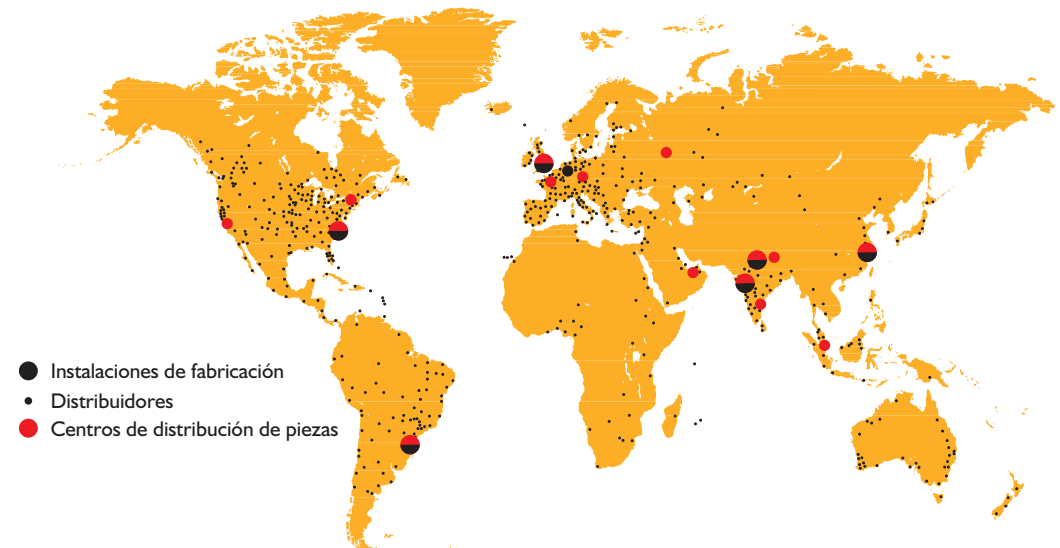 Instalaciones de fabricación
Distribuidores
Centros de distribución de piezas